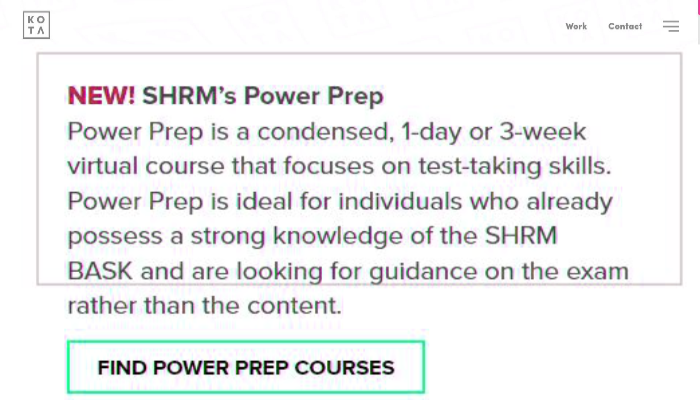 KO
TA
Work
Contact
NEW! SHRM's Power Prep
Power Prep is a condensed, 1-day or 3-week
virtual course that focuses on test-taking skills.
Power Prep is ideal for individuals who already
possess a strong knowledge of the SHRM
BASK and are looking for guidance on the exam
rather than the content.
FIND POWER PREP COURSES